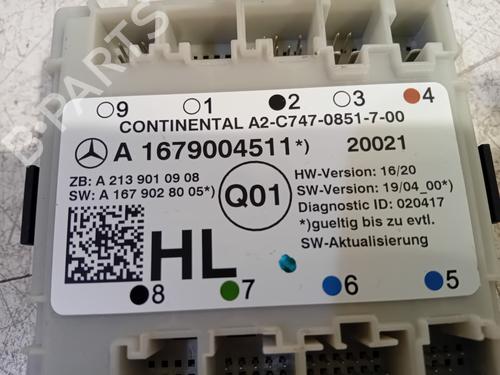 9 1 2 3 4
CONTINENTAL A2-C747-0851-7-00
A 1679004511*) 20021
ZB: A 213 901 09 08
SW: A 167 902 80 05*)
Q01
HW-Version: 16/20
SW-Version: 19/04_00*)
Diagnostic ID: 020417
*)gueltig bis zu evtl.
SW-Aktualisierung
HL
8 7 6 5
B-PARTS